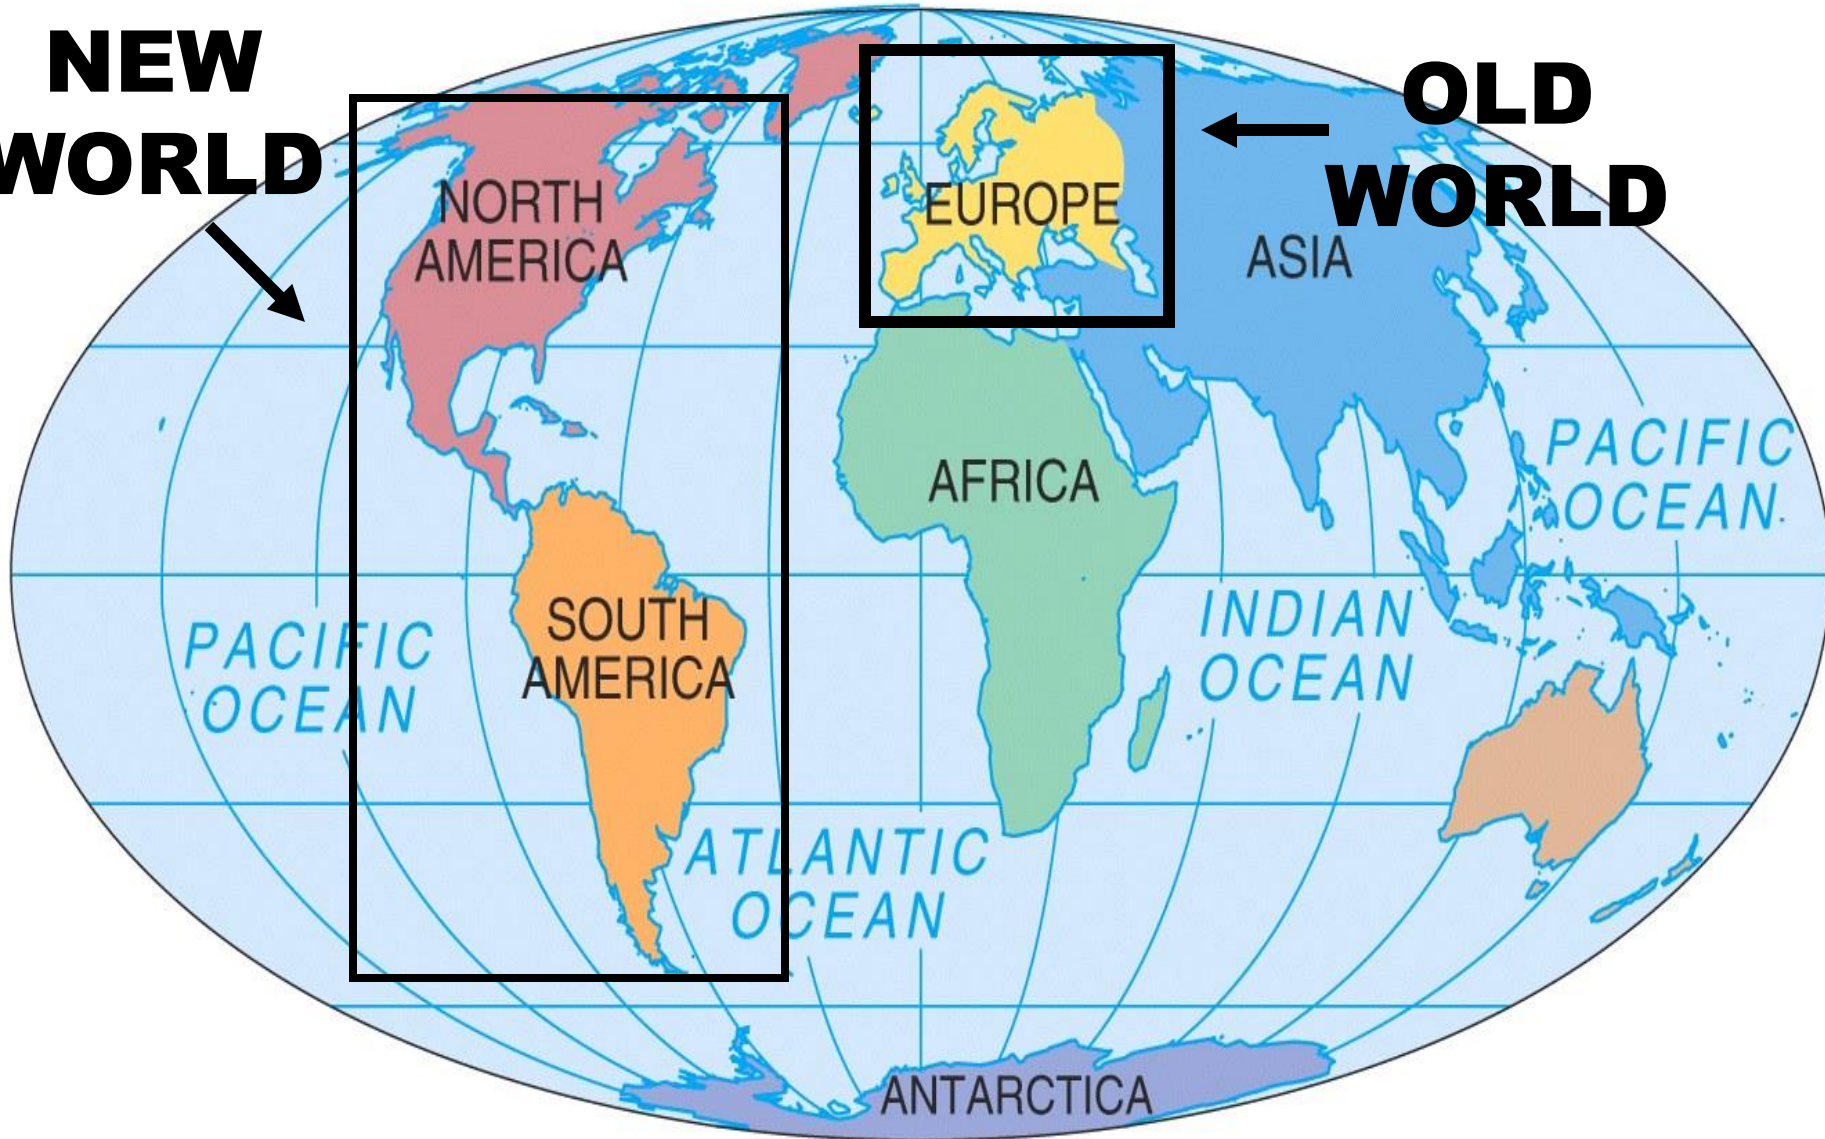 NEW
WORLD
OLD
WORLD
NORTH
AMERICA
EUROPE
ASIA
AFRICA
PACIFIC
OCEAN
SOUTH
AMERICA
PACIFIC
OCEAN
INDIAN
OCEAN
ATLANTIC
OCEAN
ANTARCTICA